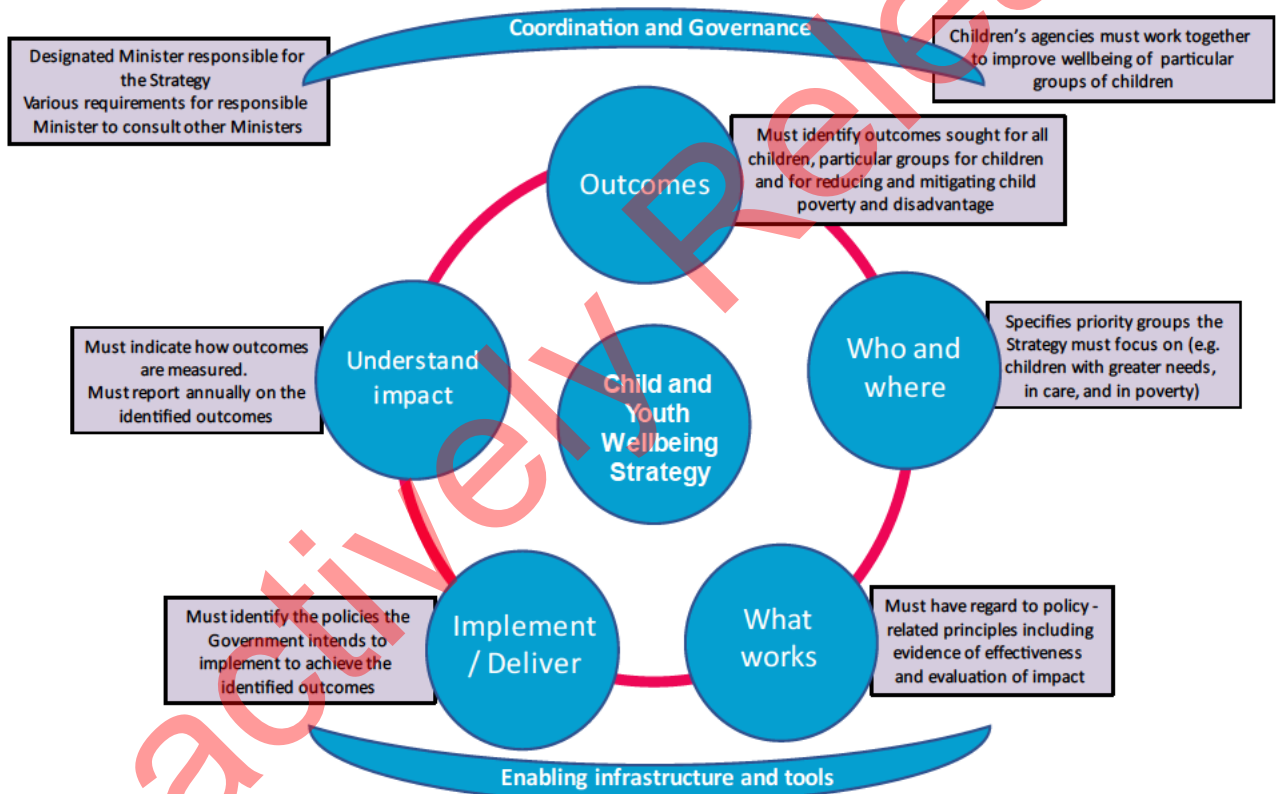 Coordination and Governance
Designated Minister responsible for
the Strategy
Various requirements for responsible
Minister to consult other Ministers
Children's agencies must work together
to improve wellbeing of particular
groups of children
Outcomes
Must identify outcomes sought for all
children, particular groups for children
and for reducing and mitigating child
poverty and disadvantage
Who and
where
Specifies priority groups the
Strategy must focus on (e.g.
children with greater needs,
in care, and in poverty)
What
works
Must have regard to policy -
related principles including
evidence of effectiveness
and evaluation of impact
Implement
/ Deliver
Must identify the policies the
Government intends to
implement to achieve the
identified outcomes
Understand
impact
Must indicate how outcomes
are measured.
Must report annually on the
identified outcomes
Child and
Youth
Wellbeing
Strategy
Enabling infrastructure and tools